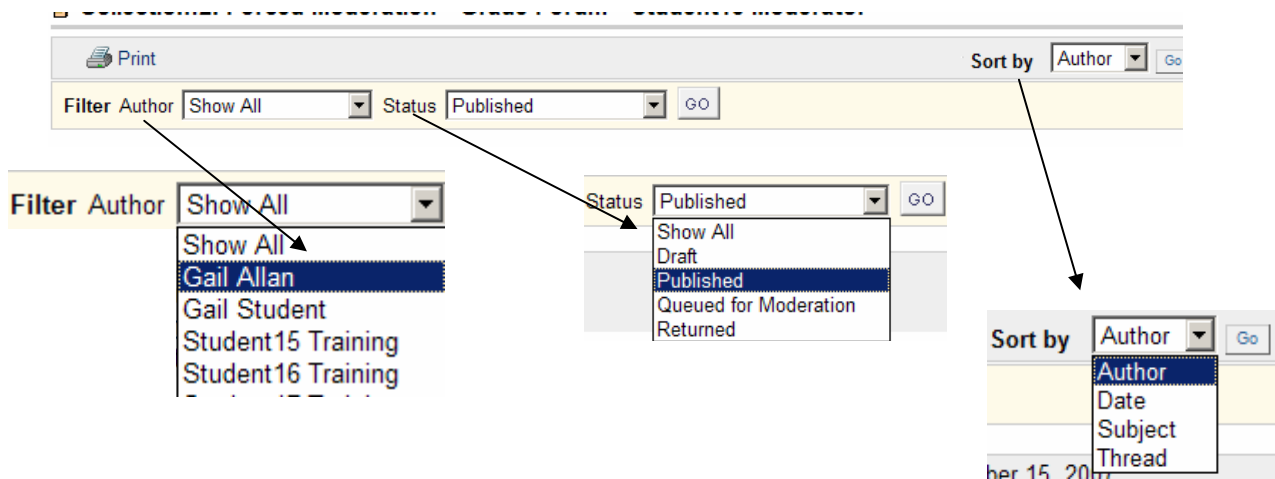 Print
Sort by Author Go
Filter Author Show All Status Published GO
Filter Author Show All
Show All
Gail Allan
Gail Student
Student15 Training
Student16 Training
Status Published GO
Show All
Draft
Published
Queued for Moderation
Returned
Sort by Author Go
Author
Date
Subject
Thread
15, 20